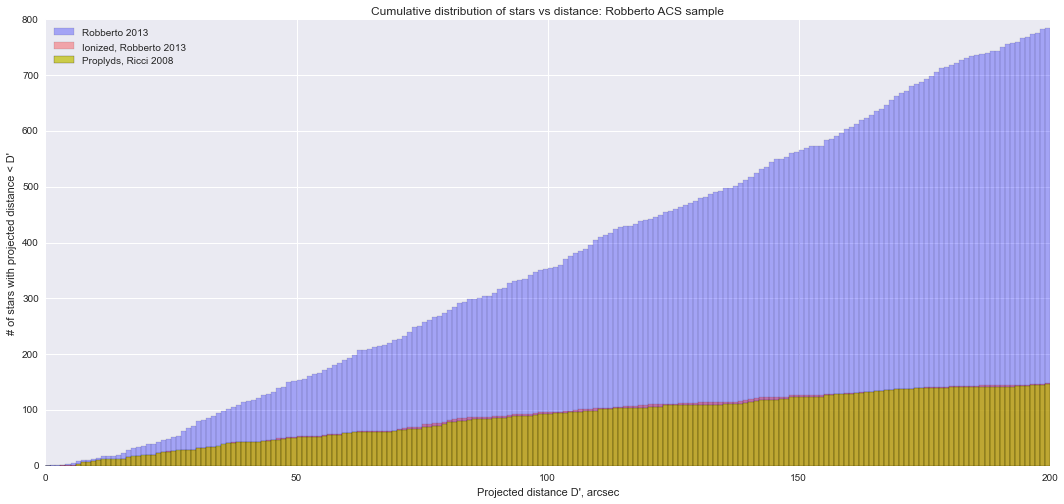 Cumulative distribution of stars vs distance: Robberto ACS sample
800
700
600
500
400
300
200
100
0
# of stars with projected distance < D'
Robberto 2013
Ionized, Robberto 2013
Proplyds, Ricci 2008
0
50
100
150
200
Projected distance D', arcsec